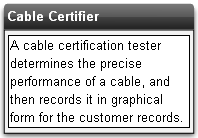 Cable Certifier
A cable certification tester
determines the precise
performance of a cable, and
then records it in graphical
form for the customer records.